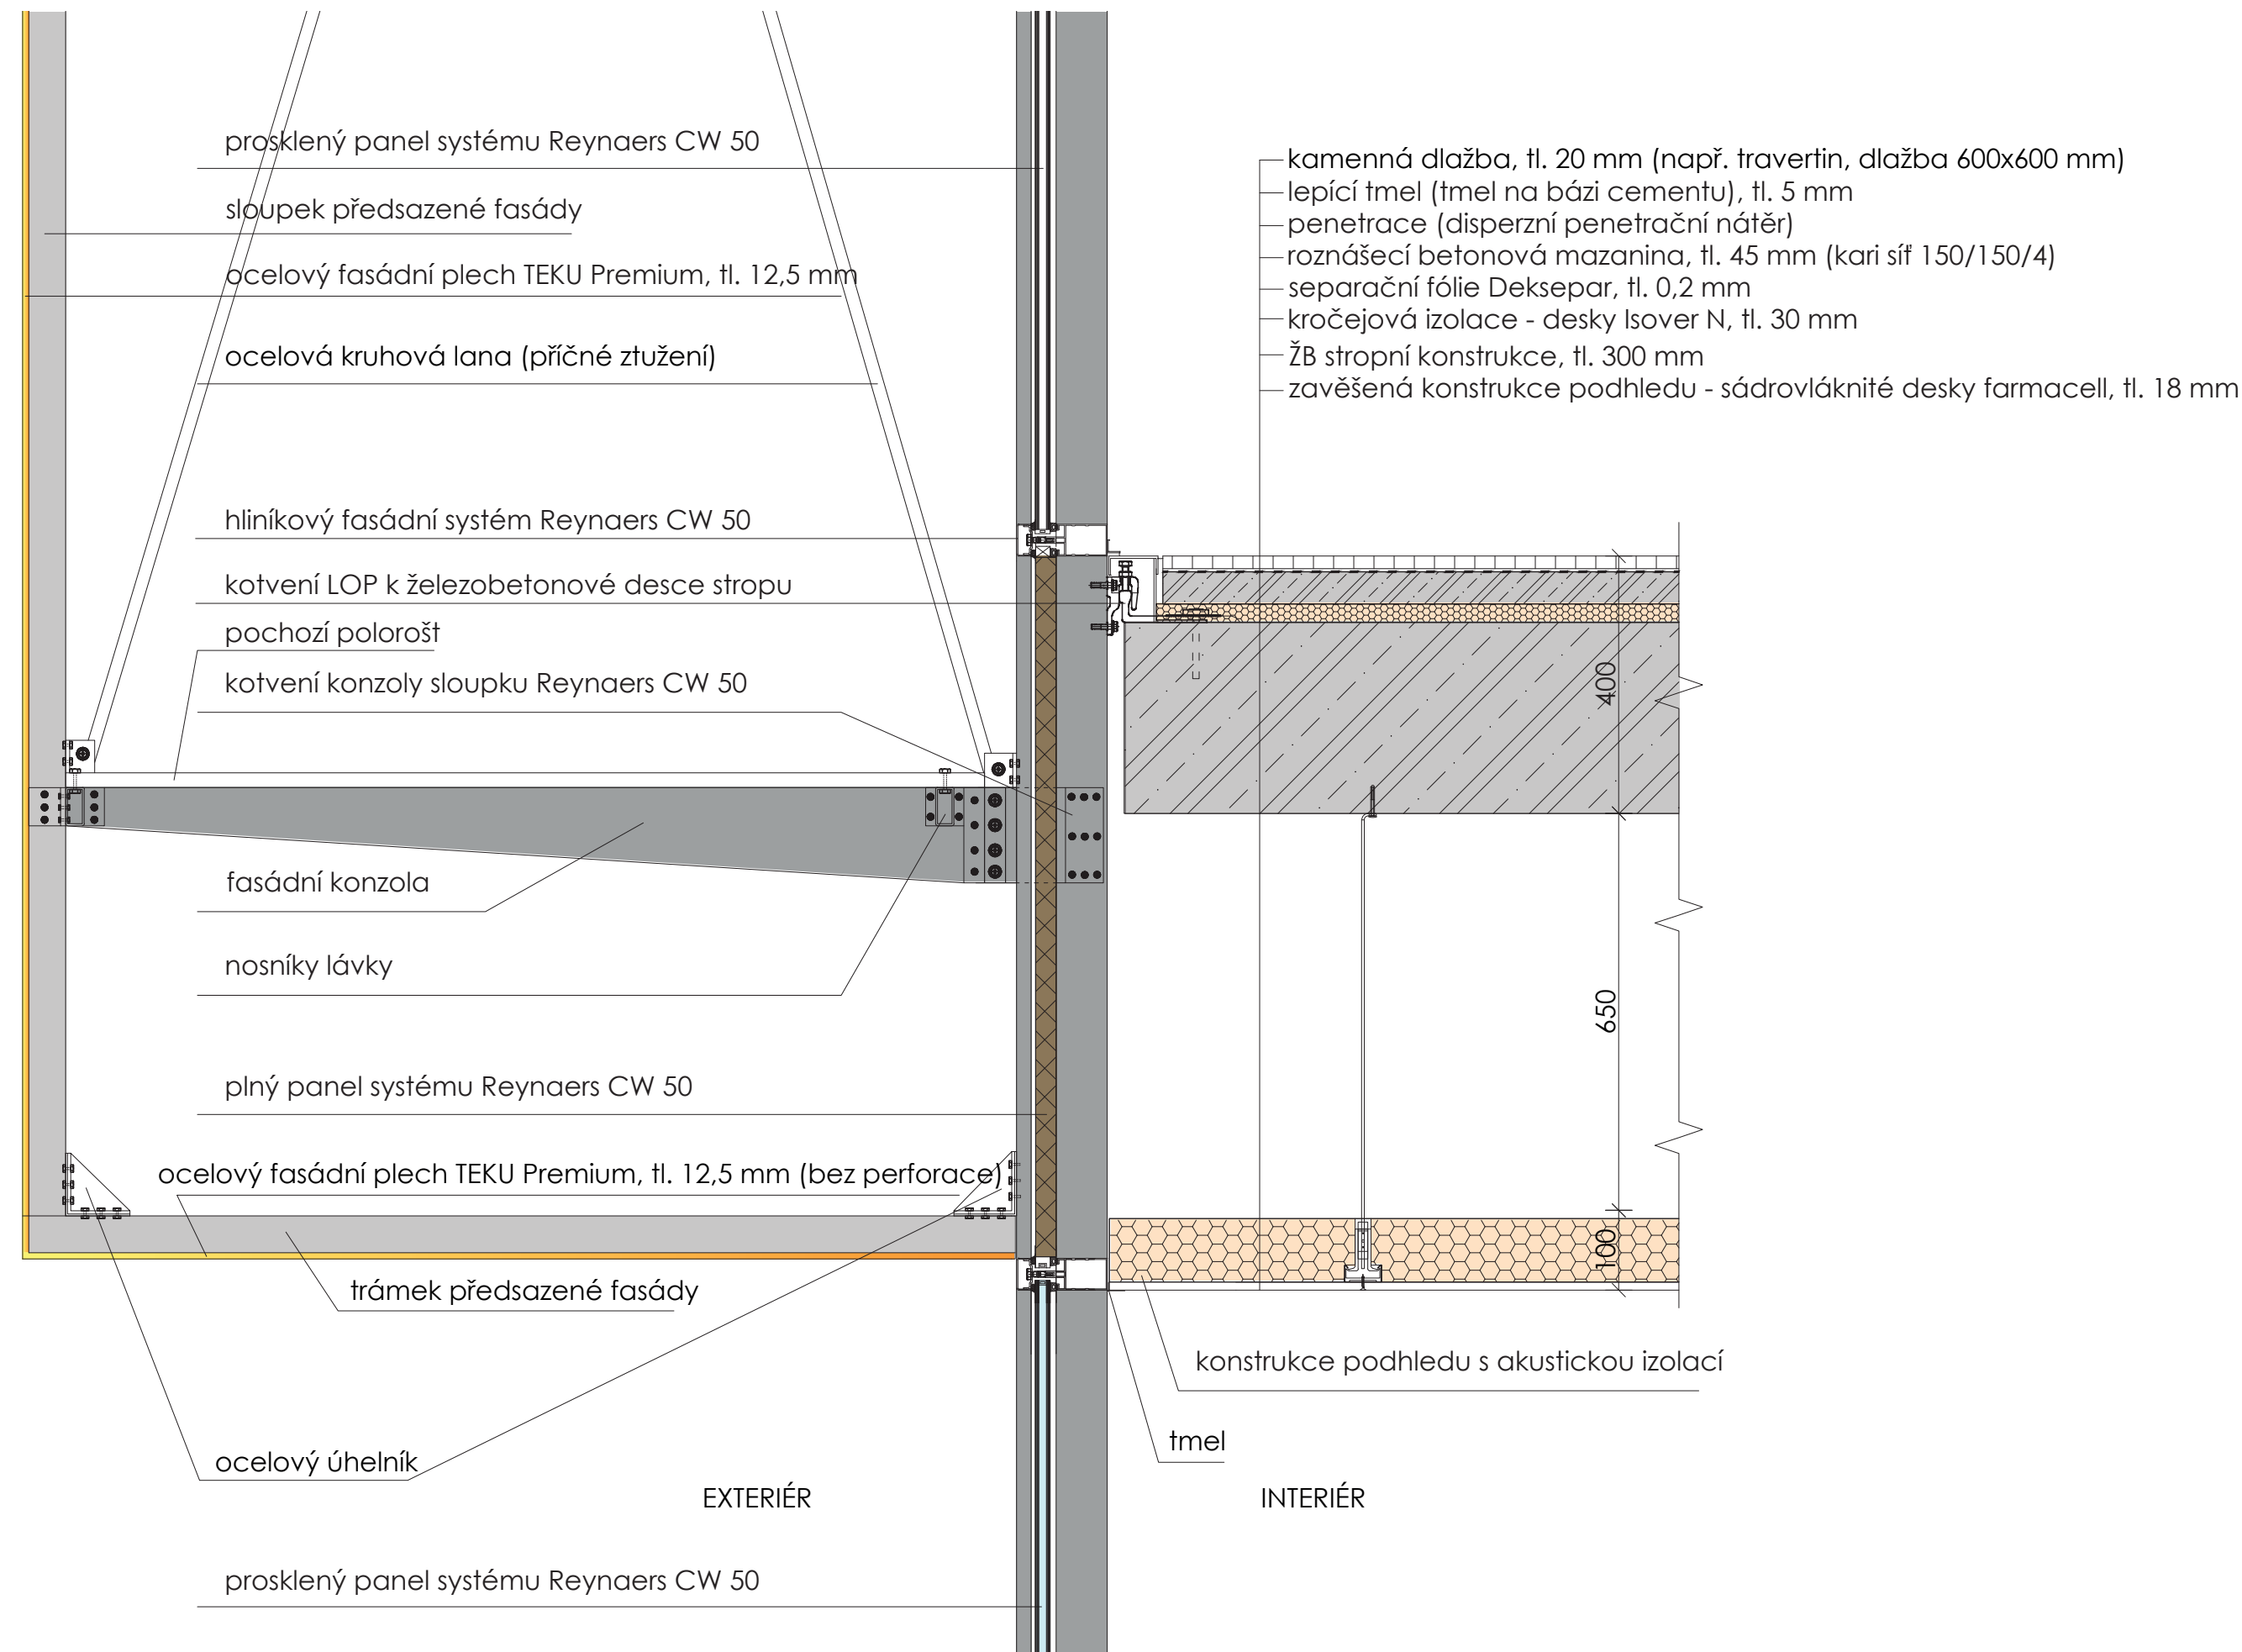 prosklený panel systému Reynaers CW 50
sloupek předsazené fasády
ocelový fasádní plech TEKU Premium, tl. 12,5 mm
ocelová kruhová lana (příčné ztužení)
hliníkový fasádní systém Reynaers CW 50
kotvení LOP k železobetonové desce stropu
pochozí polorošt
kotvení konzoly sloupku Reynaers CW 50
fasádní konzola
nosníky lávky
plný panel systému Reynaers CW 50
ocelový fasádní plech TEKU Premium, tl. 12,5 mm (bez perforace)
trámek předsazené fasády
ocelový úhelník
EXTERIÉR
prosklený panel systému Reynaers CW 50
kamenná dlažba, tl. 20 mm (např. travertin, dlažba 600x600 mm)
lepící tmel (tmel na bázi cementu), tl. 5 mm
penetrace (disperzní penetrační nátěr)
roznášecí betonová mazanina, tl. 45 mm (kari síť 150/150/4)
separační fólie Deksepar, tl. 0,2 mm
kročejová izolace - desky Isover N, tl. 30 mm
ŽB stropní konstrukce, tl. 300 mm
zavěšená konstrukce podhledu - sádrovláknité desky farmacell, tl. 18 mm
400
650
100
konstrukce podhledu s akustickou izolací
tmel
INTERIÉR